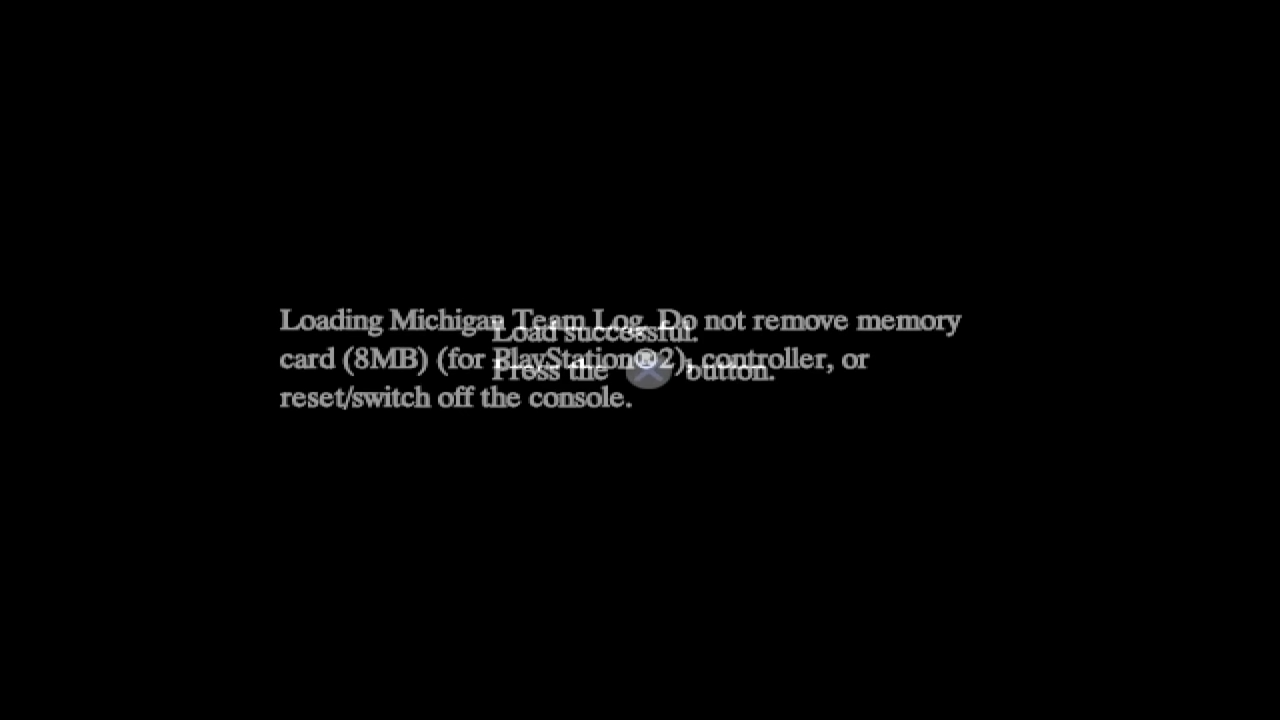 Loading Michigan Team Log. Do not remove memory
Load successful.
card (8MB) (for PlayStation®2), controller, or
Press the button.
reset/switch off the console.